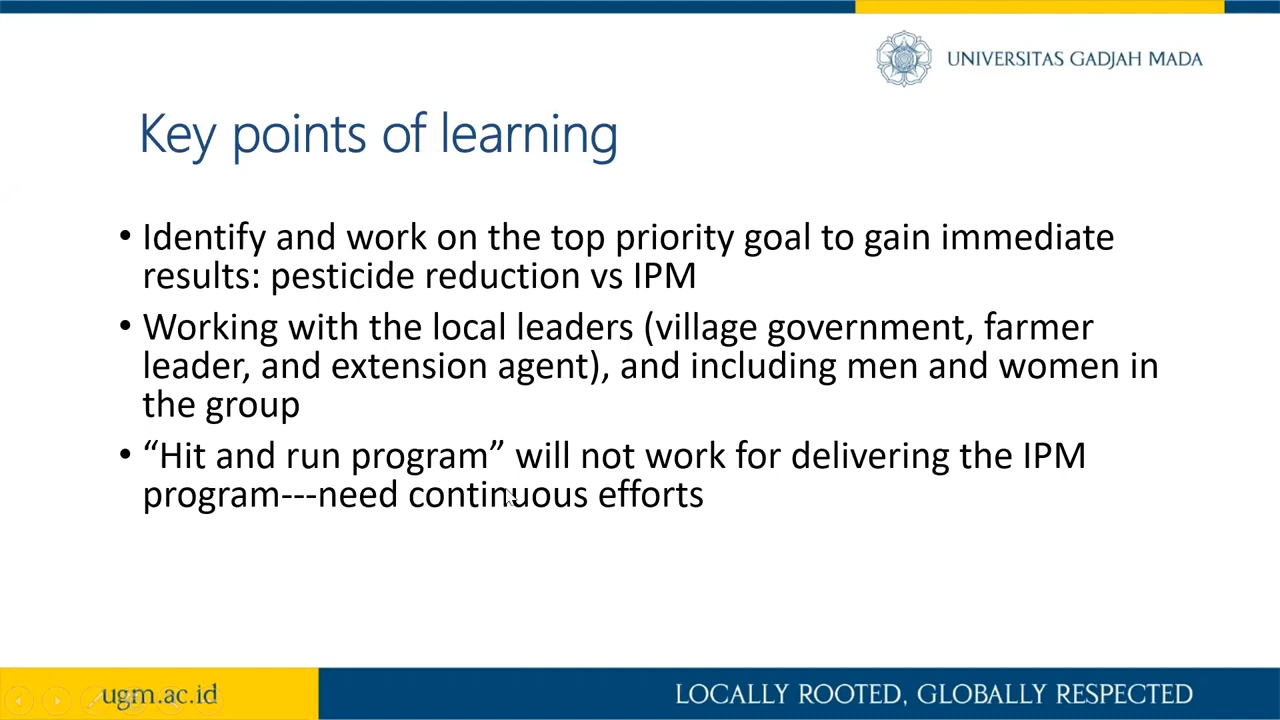 UNIVERSITAS GADJAH MADA
Key points of learning
• Identify and work on the top priority goal to gain immediate
results: pesticide reduction vs IPM
• Working with the local leaders (village government, farmer
leader, and extension agent), and including men and women in
the group
• “Hit and run program” will not work for delivering the IPM
program---need continuous efforts
ugm.ac.id
LOCALLY ROOTED, GLOBALLY RESPECTED